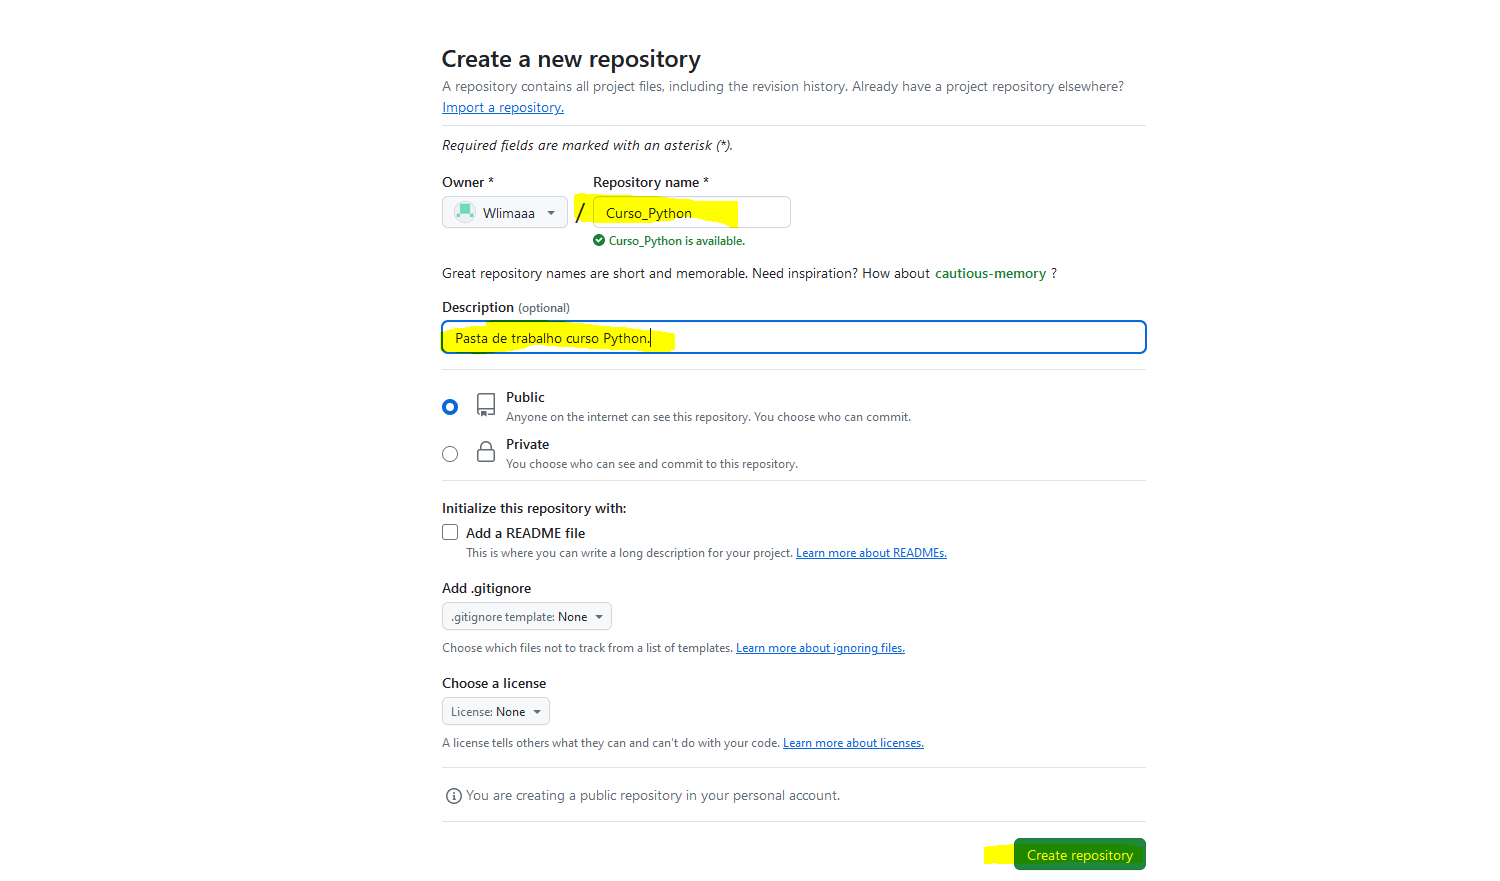 Create a new repository
A repository contains all project files, including the revision history. Already have a project repository elsewhere?
Import a repository.
Required fields are marked with an asterisk (*).
Owner * Repository name *
Wlimaaa / Curso_Python
Curso_Python is available.
Great repository names are short and memorable. Need inspiration? How about cautious-memory ?
Description (optional)
Pasta de trabalho curso Python.
Public
Anyone on the internet can see this repository. You choose who can commit.
Private
You choose who can see and commit to this repository.
Initialize this repository with:
Add a README file
This is where you can write a long description for your project. Learn more about READMEs.
Add .gitignore
.gitignore template: None
Choose which files not to track from a list of templates. Learn more about ignoring files.
Choose a license
License: None
A license tells others what they can and can't do with your code. Learn more about licenses.
You are creating a public repository in your personal account.
Create repository